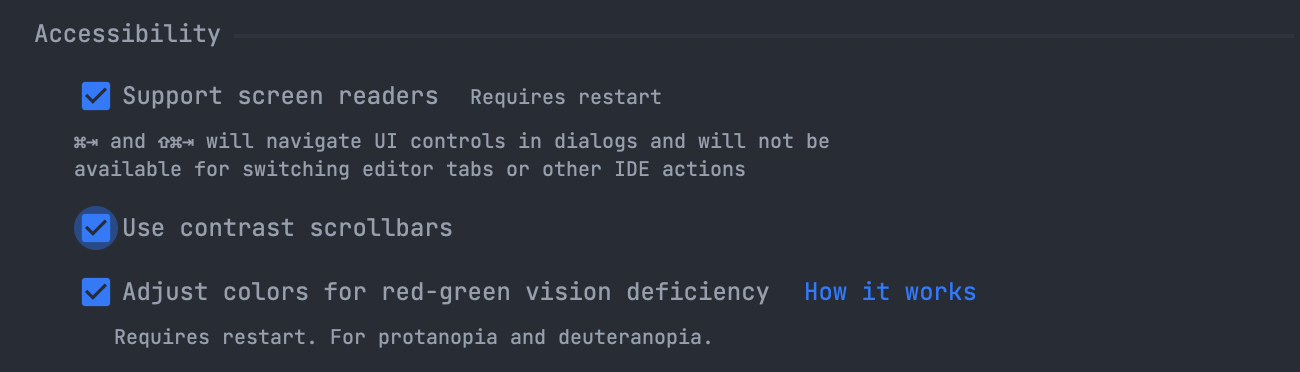 Accessibility
Support screen readers Requires restart
⌘⇥ and ⇧⌘⇥ will navigate UI controls in dialogs and will not be
available for switching editor tabs or other IDE actions
Use contrast scrollbars
Adjust colors for red-green vision deficiency How it works
Requires restart. For protanopia and deuteranopia.